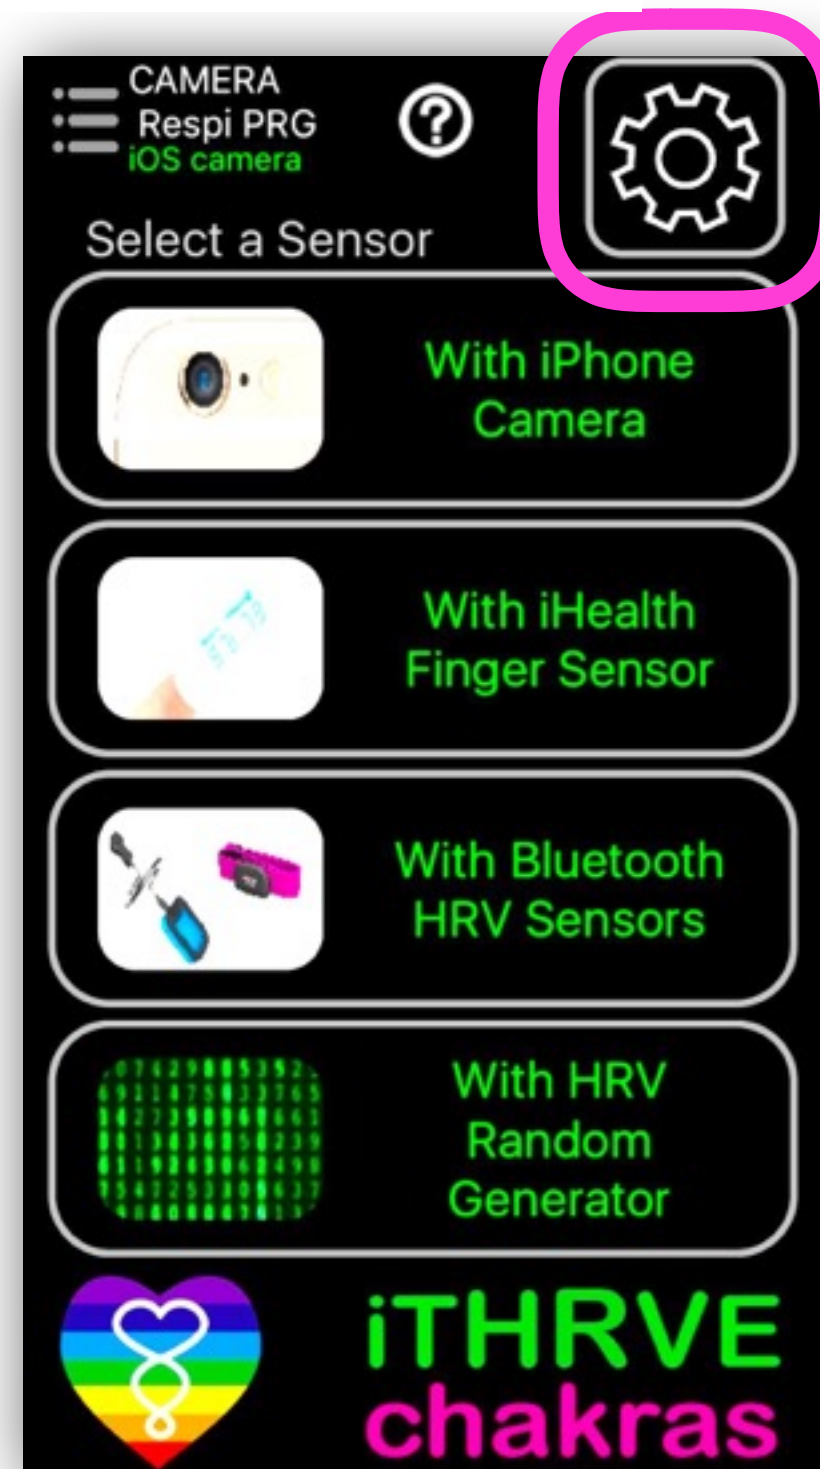 CAMERA
Respi PRG
iOS camera
Select a Sensor
With iPhone
Camera
With iHealth
Finger Sensor
With Bluetooth
HRV Sensors
With HRV
Random
Generator
iTHRVE
chakras